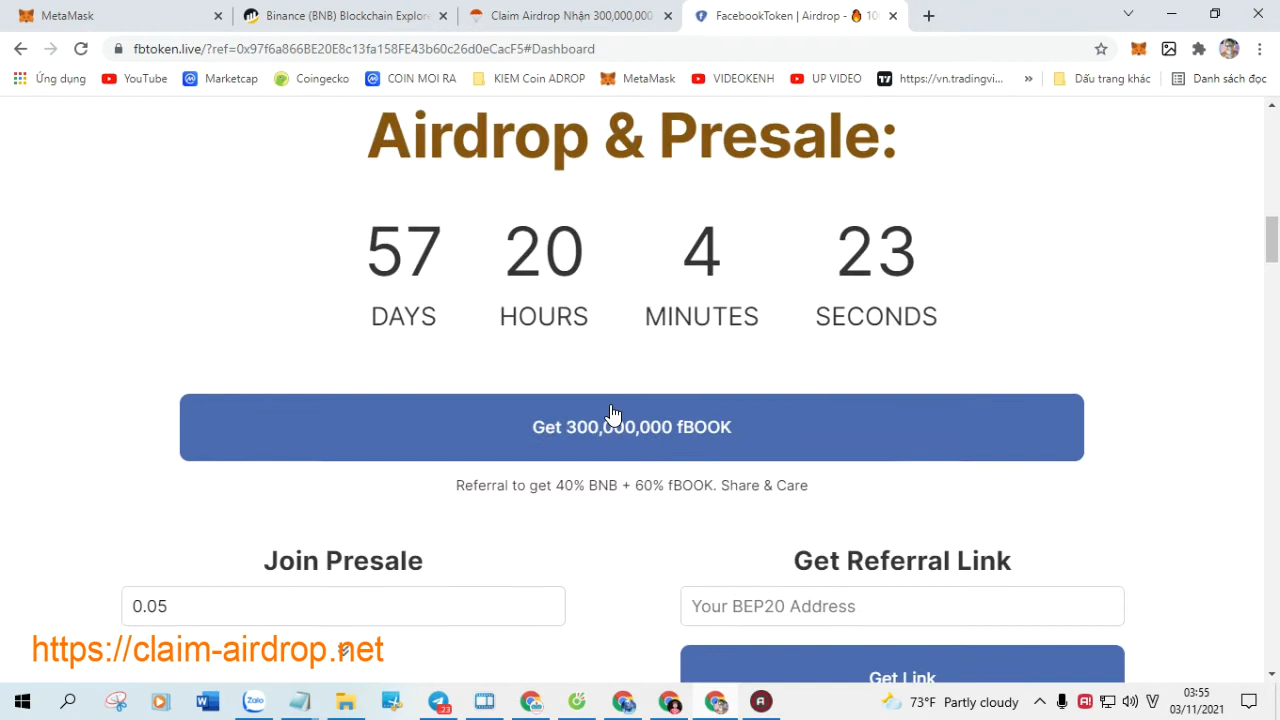 MetaMask
Binance (BNB) Explore
Claim Airdrop Nhận 300,000,000
FacebookToken | Airdrop - 🔥 10
fbtoken.live/?ref=0x97f6a866BE20E8c13fa158FE43b60c26d0eCacF5#Dashboard
Ứng dụng
YouTube
Marketcap
Coingecko
COIN MOI RA
KIEM Coin ADROP
MetaMask
VIDEOKENH
UP VIDEO
https://vn.tradingvi...
Dấu trang khác
Danh sách đọc
Airdrop & Presale:
57 20 4 23
DAYS HOURS MINUTES SECONDS
Get 300,000,000 fBOOK
Referral to get 40% BNB + 60% fBOOK. Share & Care
Join Presale
Get Referral Link
0.05
Your BEP20 Address
https://claim-airdrop.net
Get Link
Zalo
23
73°F Partly cloudy
03:55
03/11/2021